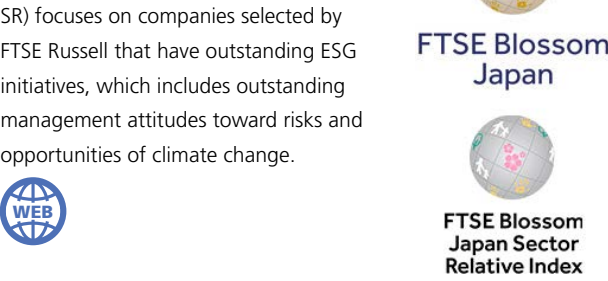 SR) focuses on companies selected by
FTSE Russell that have outstanding ESG
initiatives, which includes outstanding
management attitudes toward risks and
opportunities of climate change.
WEB
FTSE Blossom
Japan
FTSE Blossom
Japan Sector
Relative Index